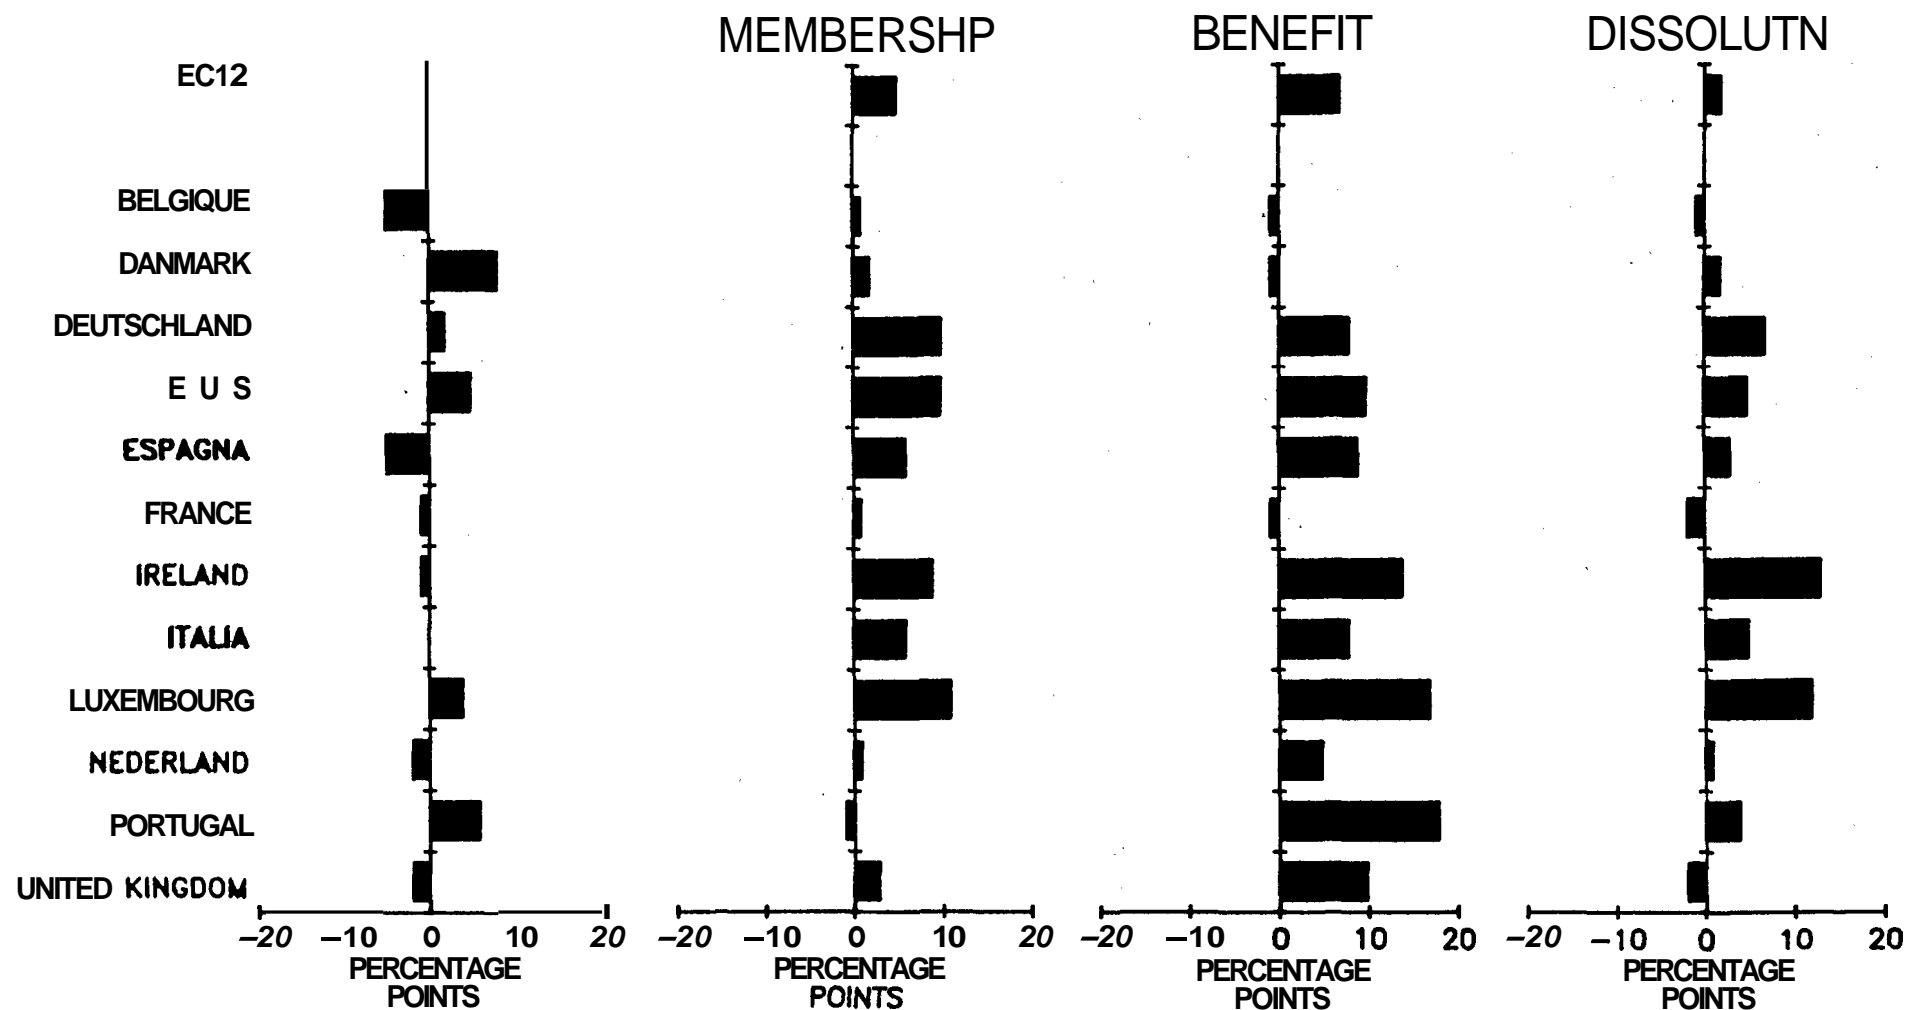 MEMBERSHP BENEFIT DISSOLUTN
EC12
BELGIQUE
DANMARK
DEUTSCHLAND
E U S
ESPAGNA
FRANCE
IRELAND
ITALIA
LUXEMBOURG
NEDERLAND
PORTUGAL
UNITED KINGDOM
-20 -10 0 10 20 -20 -10 0 10 20 -20 -10 0 10 20 -20 -10 0 10 20
PERCENTAGE PERCENTAGE PERCENTAGE PERCENTAGE
POINTS POINTS POINTS POINTS